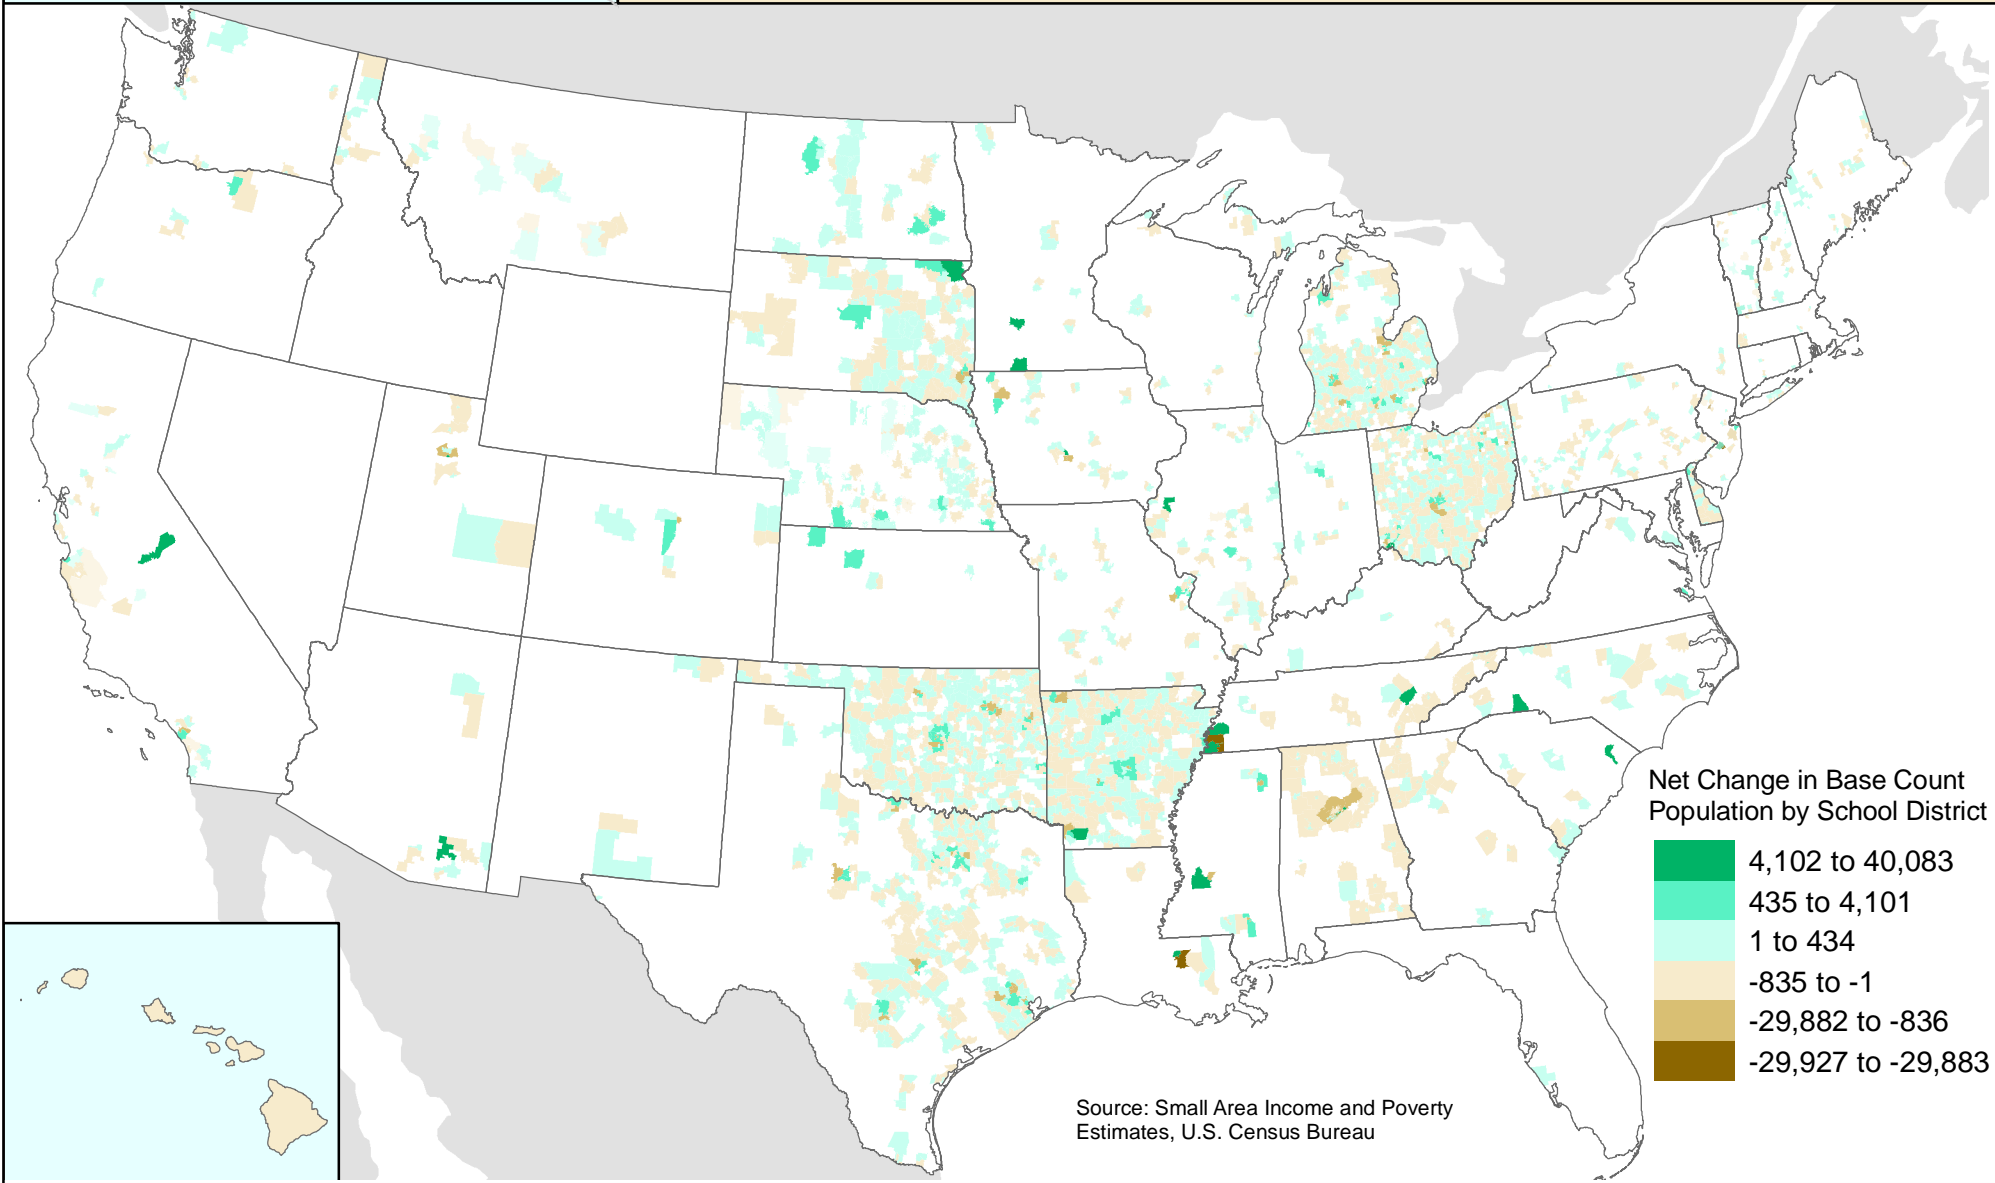 Net Change in Base Count
Population by School District
4,102 to 40,083
435 to 4,101
1 to 434
-835 to -1
-29,882 to -836
-29,927 to -29,883
Source: Small Area Income and Poverty
Estimates, U.S. Census Bureau